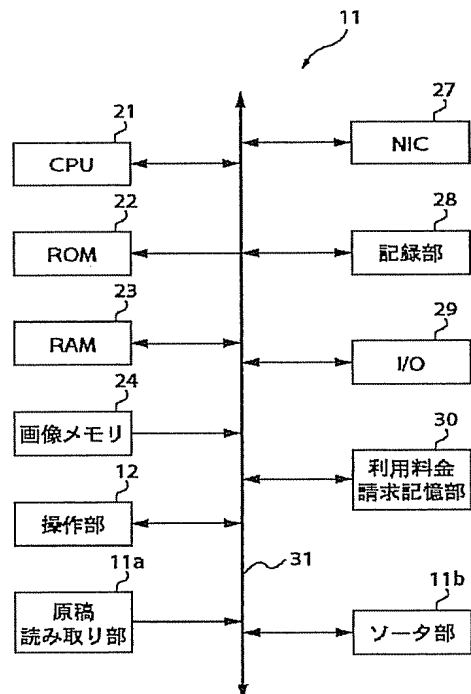 11
21
CPU
22
ROM
23
RAM
24
画像メモリ
12
操作部
11a
原稿
読み取り部
27
NIC
28
記録部
29
I/O
30
利用料金
請求記憶部
31
11b
ソータ部